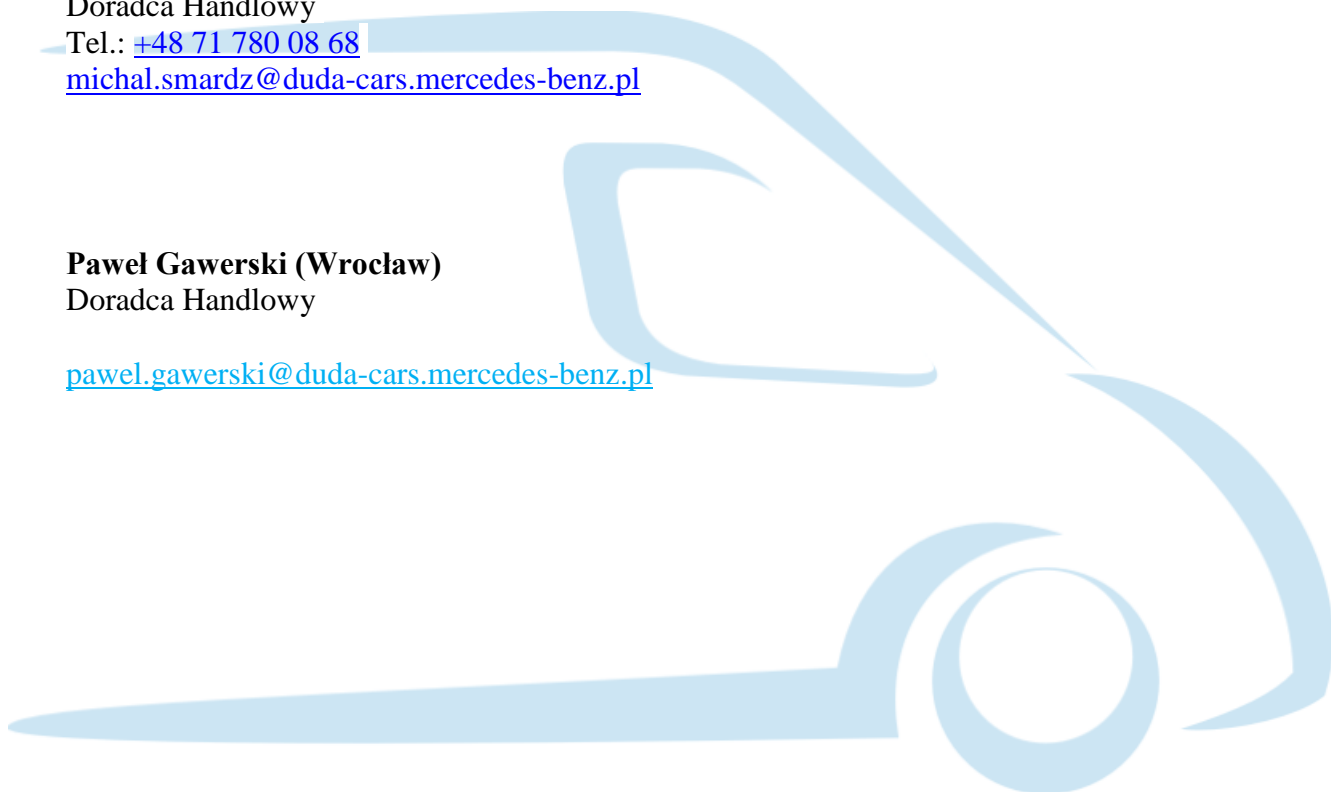 Doradca Handlowy
Tel.: +48 71 780 08 68
michal.smardz@duda-cars.mercedes-benz.pl
Paweł Gawerski (Wrocław)
Doradca Handlowy
pawel.gawerski@duda-cars.mercedes-benz.pl